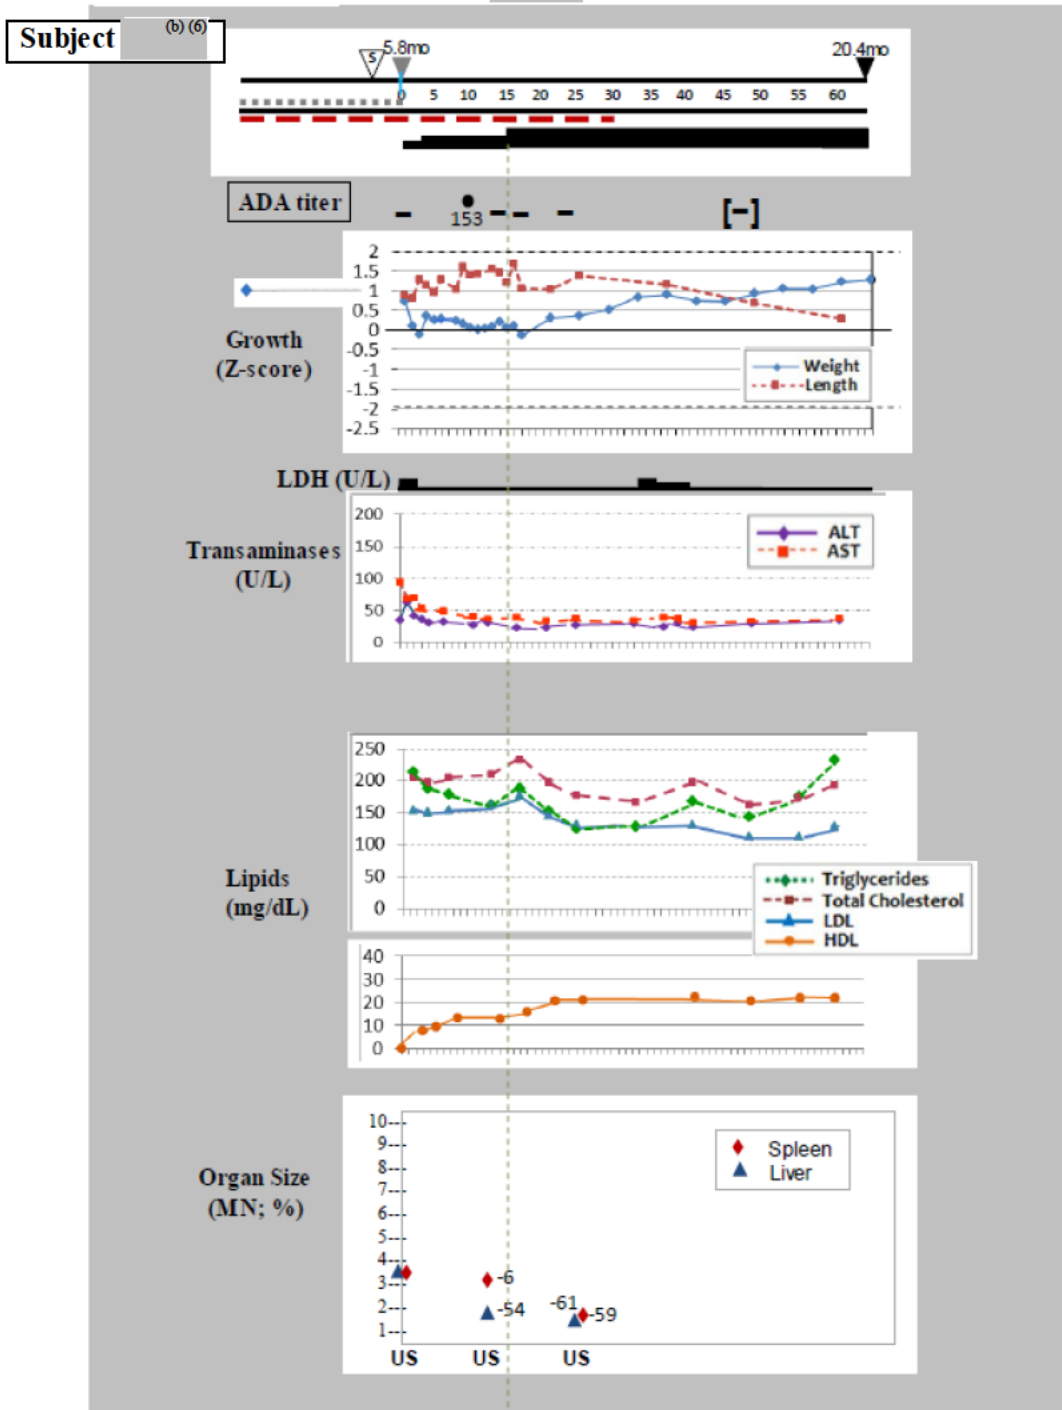 Subject (b) (6)
S 5.8mo 20.4mo
0 5 10 15 20 25 30 35 40 45 50 55 60
ADA titer
– 153 – – – [–]
2
1.5
1
0.5
0
-0.5
-1
-1.5
-2
-2.5
Growth
(Z-score)
Weight
Length
LDH (U/L)
200
150
100
50
0
Transaminases
(U/L)
ALT
AST
250
200
150
100
50
0
Lipids
(mg/dL)
Triglycerides
Total Cholesterol
LDL
HDL
40
30
20
10
0
10
9
8
7
6
5
4
3
2
1
Organ Size
(MN; %)
Spleen
Liver
-6
-54 -61 -59
US US US